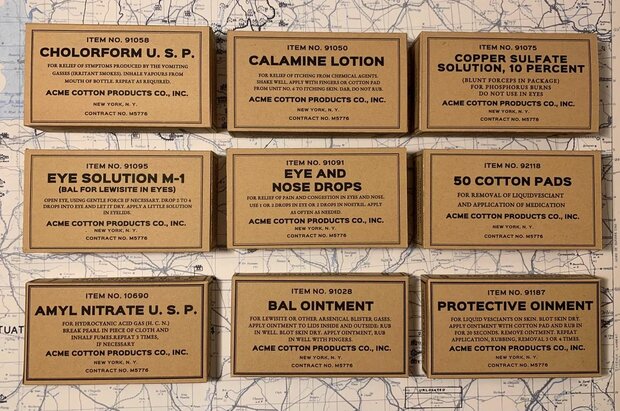 ITEM NO. 91058
CHOLORFORM U. S. P.
FOR RELIEF OF SYMPTOMS PRODUCED BY THE VOMITING
GASSES (IRRITANT SMOKES). INHALE VAPOURS FROM
MOUTH OF BOTTLE. REPEAT AS REQUIRED.
ACME COTTON PRODUCTS CO., INC.
NEW YORK, N. Y.
CONTRACT NO. M5776
ITEM NO. 91050
CALAMINE LOTION
FOR RELIEF OF ITCHING FROM CHEMICAL AGENTS.
SHAKE WELL. APPLY WITH FINGERS OR COTTON PAD
FROM UNIT NO. 4 TO ITCHING SKIN. DAB, DO NOT RUB.
ACME COTTON PRODUCTS CO., INC.
NEW YORK, N. Y.
CONTRACT NO. M5776
ITEM NO. 91075
COPPER SULFATE
SOLUTION, 10 PERCENT
(BLUNT FORCEPS IN PACKAGE)
FOR PHOSPHORUS BURNS
DO NOT USE IN EYES
ACME COTTON PRODUCTS CO., INC.
NEW YORK, N. Y.
CONTRACT NO. M5776
ITEM NO. 91095
EYE SOLUTION M-1
(BAL FOR LEWISITE IN EYES)
OPEN EYE, USING GENTLE FORCE IF NECESSARY. DROP 2 TO 4
DROPS INTO EYE AND LET IT DRY. APPLY A LITTLE SOLUTION
IN EYELIDS.
ACME COTTON PRODUCTS CO., INC.
NEW YORK, N. Y.
CONTRACT NO. M5776
ITEM NO. 91091
EYE AND
NOSE DROPS
FOR RELIEF OF PAIN AND CONGESTION IN EYES AND NOSE.
USE 1 OR 2 DROPS IN EYE OR 2 DROPS IN NOSTRIL. APPLY
AS OFTEN AS NEEDED.
ACME COTTON PRODUCTS CO., INC.
NEW YORK, N. Y.
CONTRACT NO. M5776
ITEM NO. 92118
50 COTTON PADS
FOR REMOVAL OF LIQUIDVESCIANT
AND APPLICATION OF MEDICATION
ACME COTTON PRODUCTS CO., INC.
NEW YORK, N. Y.
CONTRACT NO. M5776
ITEM NO. 10690
AMYL NITRATE U. S. P.
FOR HYDROCTANIC ACID GAS (H. C. N.)
BREAK PEARL IN PIECE OF CLOTH AND
INHALF FUMES.REPEAT 3 TIMES,
IF NECESSARY
ACME COTTON PRODUCTS CO., INC.
NEW YORK, N. Y.
CONTRACT NO. M5776
ITEM NO. 91028
BAL OINTMENT
FOR LEWISITE OR OTHER ARSENICAL BLISTER GASES.
APPLY OINTMENT TO LIDS INSIDE AND OUTSIDE: RUB
IN WELL. BLOT SKIN DRY. APPLY OINTMENT, RUB
IN WELL WITH FINGERS.
ACME COTTON PRODUCTS CO., INC.
NEW YORK, N. Y.
CONTRACT NO. M5776
ITEM NO. 91187
PROTECTIVE OINMENT
FOR LIQUID VESCIANTS ON SKIN. BLOT SKIN DRY.
APPLY OINTMENT WITH COTTON PAD AND RUB IN
FOR 20 SECONDS. REMOVE OINTMENT. REPEAT
APPLICATION, RUBBING, REMOVAL 3 OR 4 TIMES.
ACME COTTON PRODUCTS CO., INC.
NEW YORK, N. Y.
CONTRACT NO. M5776